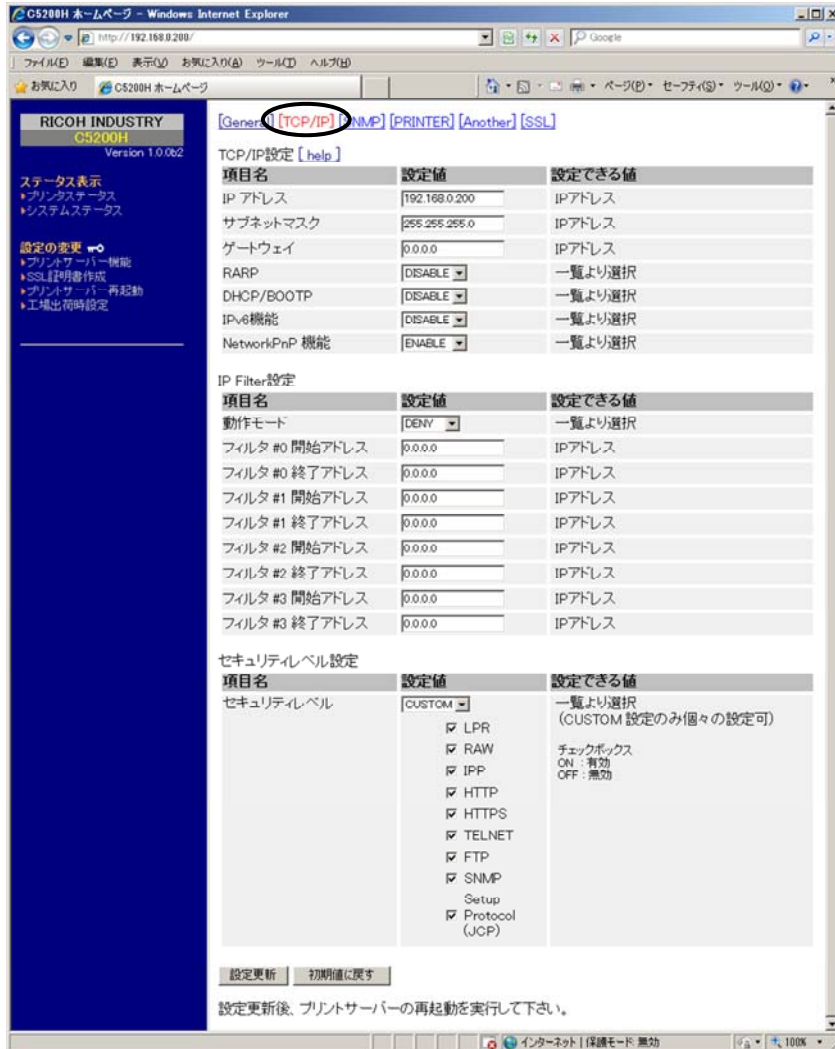 C5200H ホームページ - Windows Internet Explorer
http://192.168.0.200/
Google
ファイル(F) 編集(E) 表示(V) お気に入り(A) ツール(T) ヘルプ(H)
お気に入り C5200H ホームページ ページ(P) セーフティ(S) ツール(O)
RICOH INDUSTRY
C5200H
Version 1.0.0b2
ステータス表示
プリンタステータス
システムステータス
設定の変更
プリントサーバー機能
SSL証明書作成
プリントサーバー再起動
工場出荷時設定
[General] [TCP/IP] [SNMP] [PRINTER] [Another] [SSL]
TCP/IP設定 [ help ]
項目名 設定値 設定できる値
IP アドレス 192.168.0.200 IPアドレス
サブネットマスク 255.255.255.0 IPアドレス
ゲートウェイ 0.0.0.0 IPアドレス
RARP DISABLE 一覧より選択
DHCP/BOOTP DISABLE 一覧より選択
IPv6機能 DISABLE 一覧より選択
NetworkPnP 機能 ENABLE 一覧より選択
IP Filter設定
項目名 設定値 設定できる値
動作モード DENY 一覧より選択
フィルタ #0 開始アドレス 0.0.0.0 IPアドレス
フィルタ #0 終了アドレス 0.0.0.0 IPアドレス
フィルタ #1 開始アドレス 0.0.0.0 IPアドレス
フィルタ #1 終了アドレス 0.0.0.0 IPアドレス
フィルタ #2 開始アドレス 0.0.0.0 IPアドレス
フィルタ #2 終了アドレス 0.0.0.0 IPアドレス
フィルタ #3 開始アドレス 0.0.0.0 IPアドレス
フィルタ #3 終了アドレス 0.0.0.0 IPアドレス
セキュリティレベル設定
項目名 設定値 設定できる値
セキュリティレベル CUSTOM 一覧より選択
(CUSTOM 設定のみ個々の設定可)
LPR
RAW チェックボックス
ON : 有効
IPP OFF : 無効
HTTP
HTTPS
TELNET
FTP
SNMP
Setup
Protocol
(JCP)
設定更新 初期値に戻す
設定更新後、プリントサーバーの再起動を実行して下さい。
インターネット | 保護モード: 無効 100%